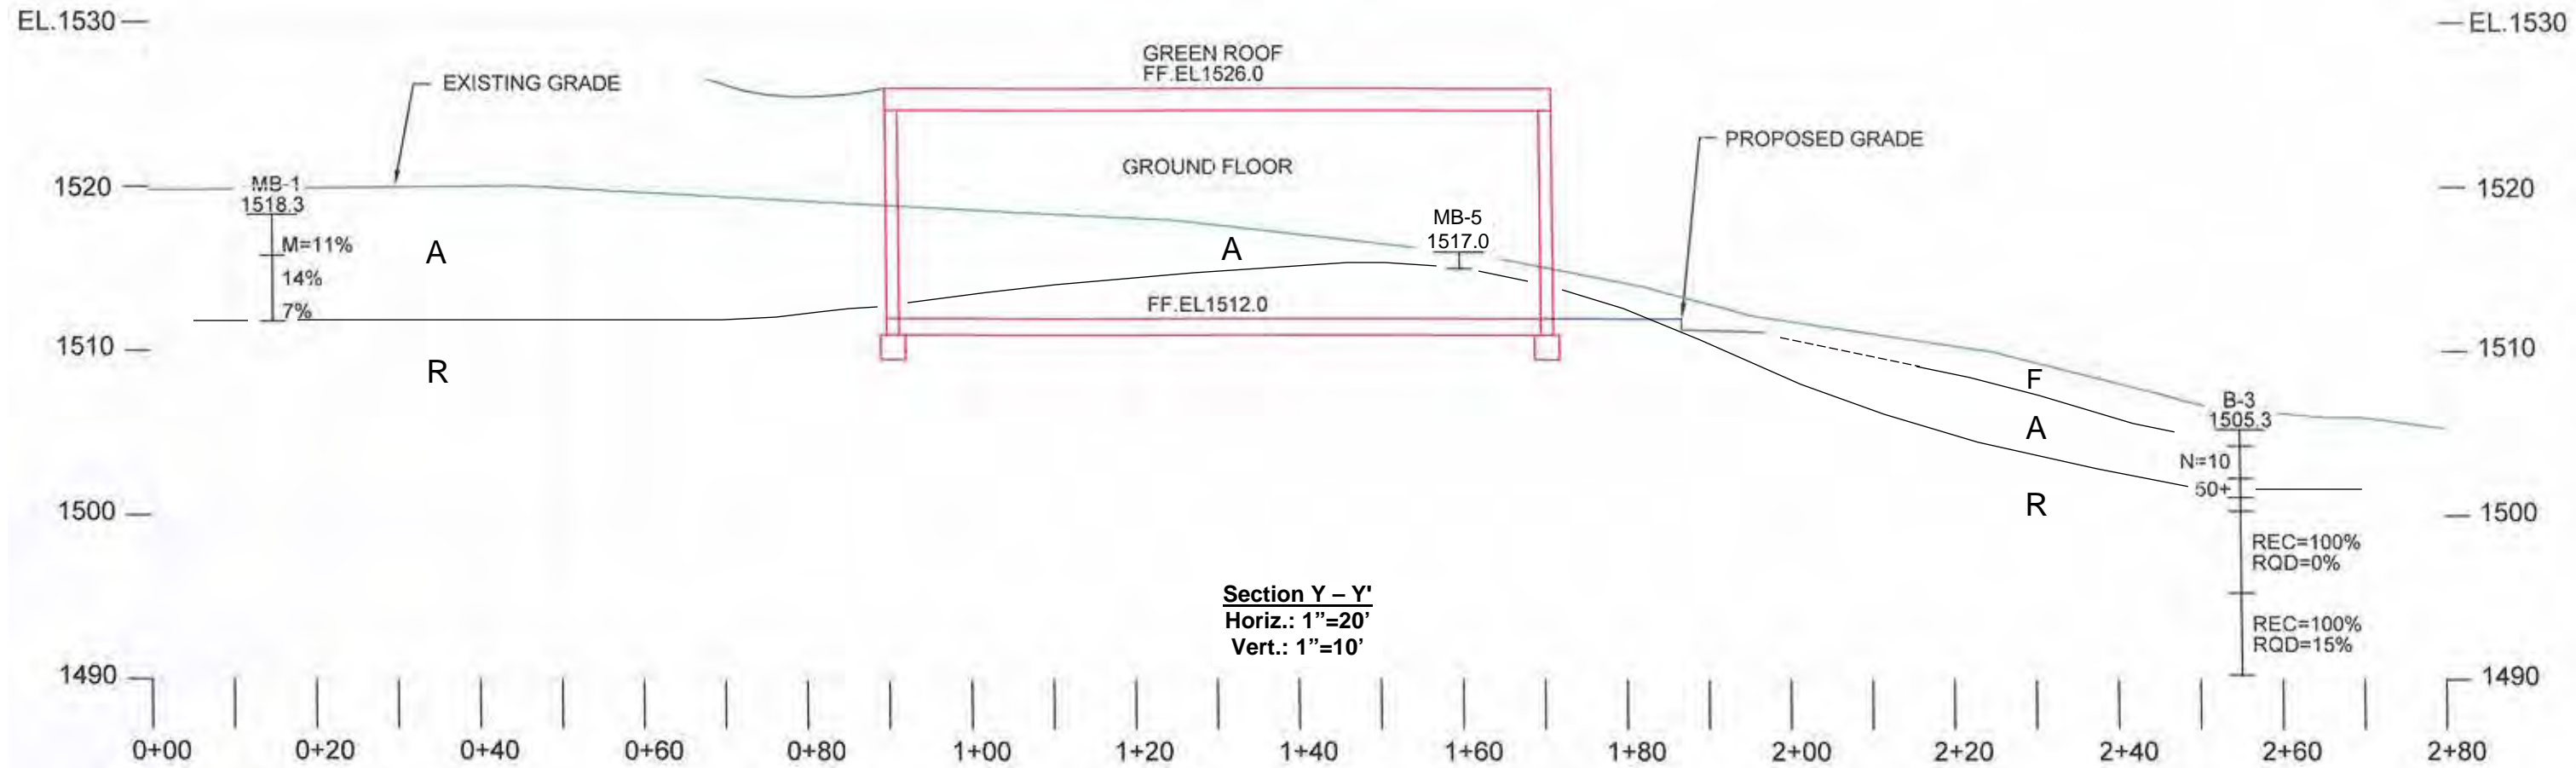 EL.1530
EL.1530
GREEN ROOF
FF.EL1526.0
EXISTING GRADE
PROPOSED GRADE
GROUND FLOOR
1520
1520
MB-1
1518.3
MB-5
1517.0
M=11%
14%
7%
A
A
FF.EL1512.0
1510
1510
R
F
B-3
1505.3
A
N=10
50+
R
1500
1500
REC=100%
RQD=0%
Section Y – Y'
Horiz.: 1”=20’
Vert.: 1”=10’
REC=100%
RQD=15%
1490
1490
0+00 0+20 0+40 0+60 0+80 1+00 1+20 1+40 1+60 1+80 2+00 2+20 2+40 2+60 2+80